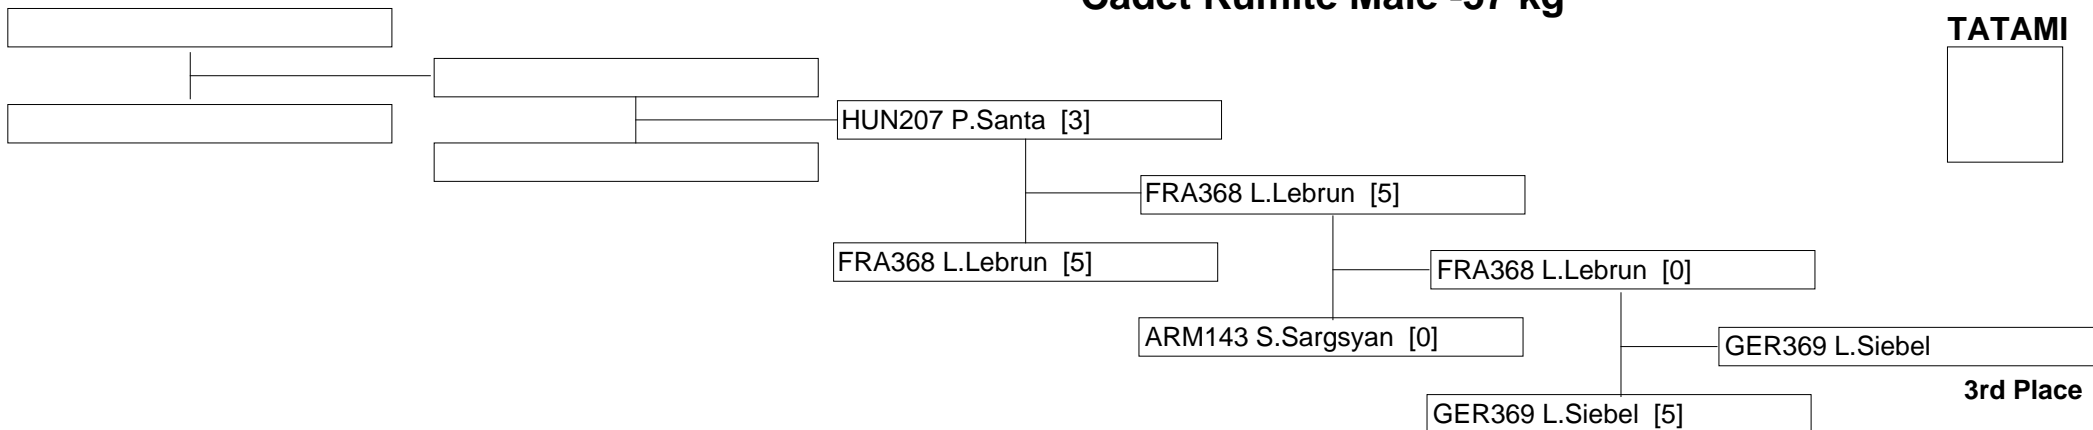 Cadet Kumite Male -57 kg
TATAMI
HUN207 P.Santa [3]
FRA368 L.Lebrun [5]
FRA368 L.Lebrun [5]
FRA368 L.Lebrun [0]
ARM143 S.Sargsyan [0]
GER369 L.Siebel
3rd Place
GER369 L.Siebel [5]